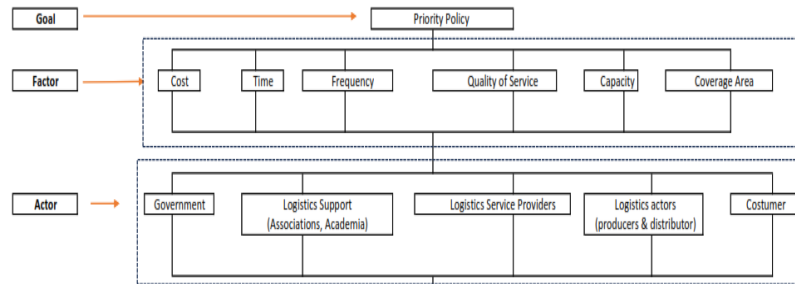 Goal
Priority Policy
Factor
Cost
Time
Frequency
Quality of Service
Capacity
Coverage Area
Actor
Government
Logistics Support
(Associations, Academia)
Logistics Service Providers
Logistics actors
(producers & distributor)
Costumer